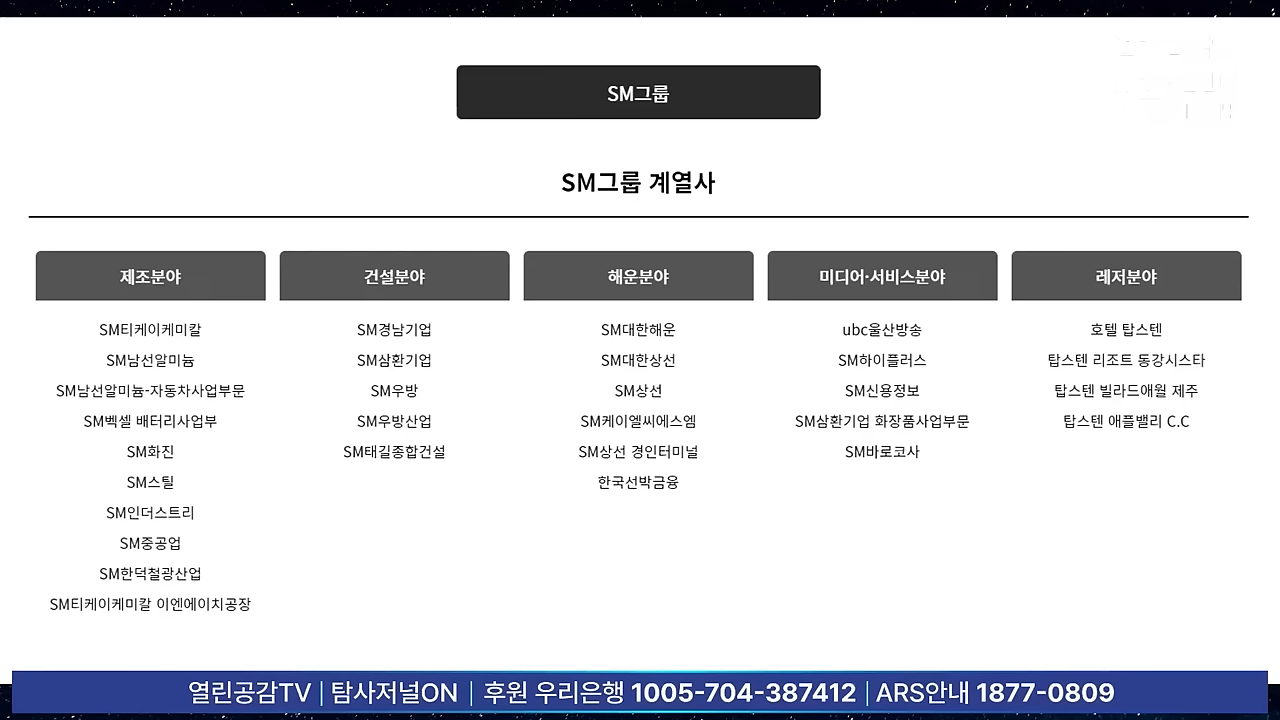 SM그룹
SM그룹 계열사
제조분야
SM티케이케미칼
SM남선알미늄
SM남선알미늄-자동차사업부문
SM벡셀 배터리사업부
SM화진
SM스틸
SM인더스트리
SM중공업
SM한덕철광산업
SM티케이케미칼 이엔에이치공장
건설분야
SM경남기업
SM삼환기업
SM우방
SM우방산업
SM태길종합건설
해운분야
SM대한해운
SM대한상선
SM상선
SM케이엘씨에스엠
SM상선 경인터미널
한국선박금융
미디어·서비스분야
ubc울산방송
SM하이플러스
SM신용정보
SM삼환기업 화장품사업부문
SM바로코사
레저분야
호텔 탑스텐
탑스텐 리조트 동강시스타
탑스텐 빌라드애월 제주
탑스텐 애플밸리 C.C
열린공감TV | 탐사저널ON | 후원 우리은행 1005-704-387412 | ARS안내 1877-0809